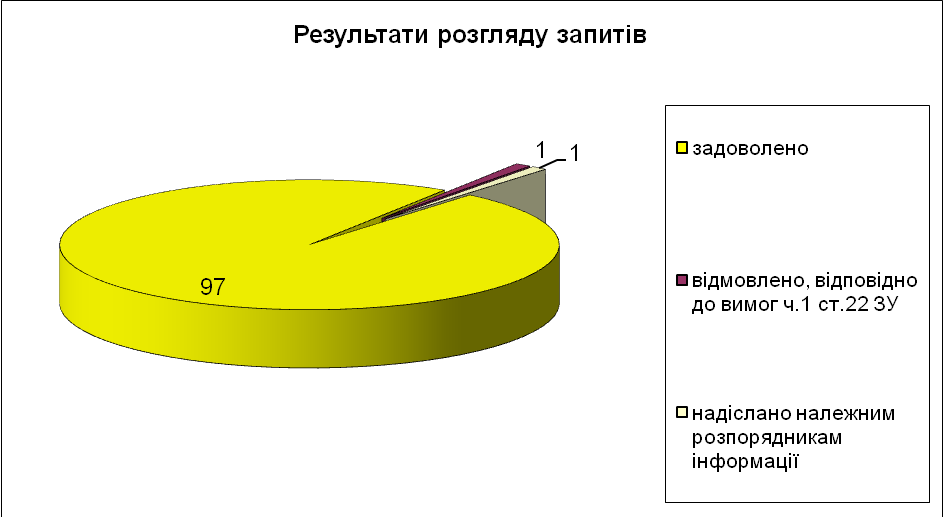 Результати розгляду запитів
1
1
97
задоволено
відмовлено, відповідно
до вимог ч.1 ст.22 ЗУ
надіслано належним
розпорядникам
інформації